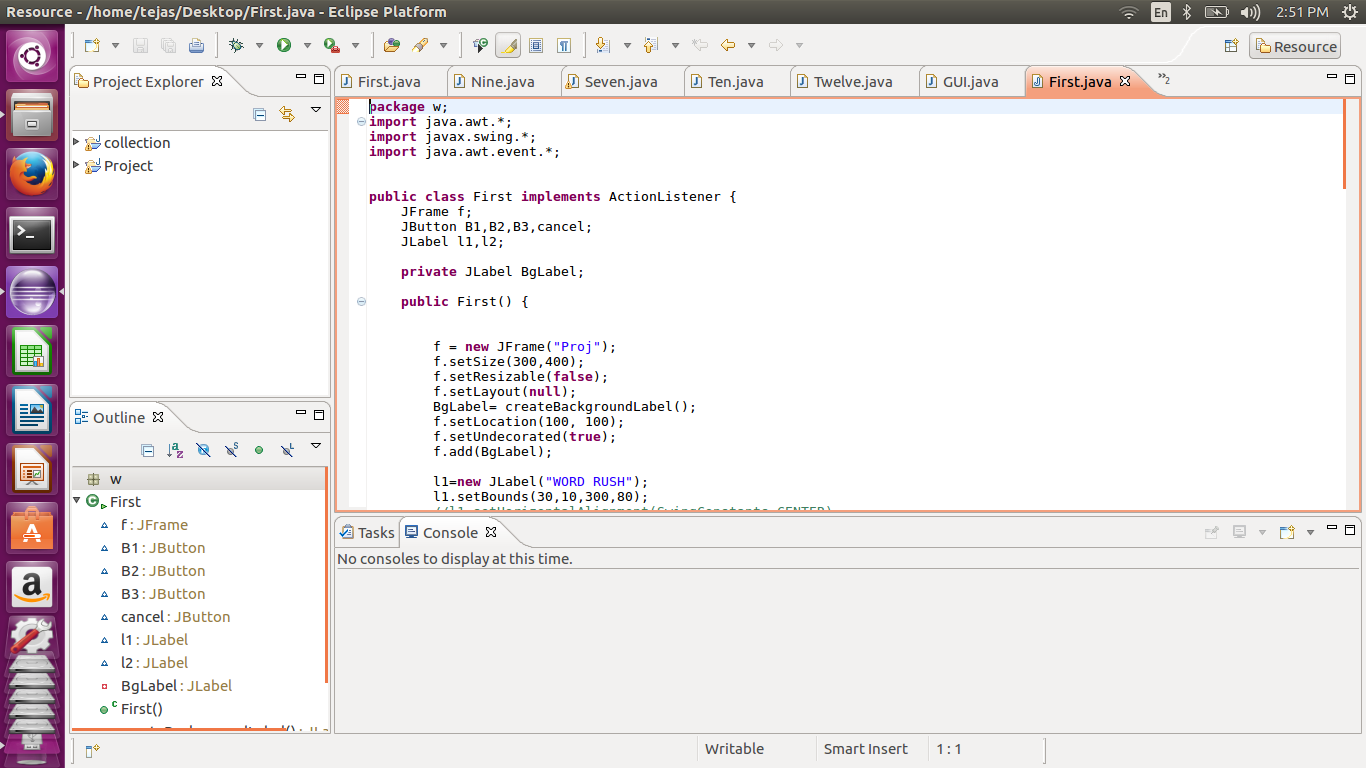 Resource - /home/tejas/Desktop/First.java - Eclipse Platform
En
2:51 PM
Resource
Project Explorer
collection
Project
First.java
Nine.java
Seven.java
Ten.java
Twelve.java
GUI.java
First.java
»2
package w;
import java.awt.*;
import javax.swing.*;
import java.awt.event.*;
public class First implements ActionListener {
JFrame f;
JButton B1,B2,B3,cancel;
JLabel l1,l2;
private JLabel BgLabel;
public First() {
f = new JFrame("Proj");
f.setSize(300,400);
f.setResizable(false);
f.setLayout(null);
BgLabel= createBackgroundLabel();
f.setLocation(100, 100);
f.setUndecorated(true);
f.add(BgLabel);
l1=new JLabel("WORD RUSH");
l1.setBounds(30,10,300,80);
//l1.setHorizontalAlignment(SwingConstants.CENTER)
Outline
w
First
f : JFrame
B1 : JButton
B2 : JButton
B3 : JButton
cancel : JButton
l1 : JLabel
l2 : JLabel
BgLabel : JLabel
First()
Tasks
Console
No consoles to display at this time.
Writable
Smart Insert
1 : 1